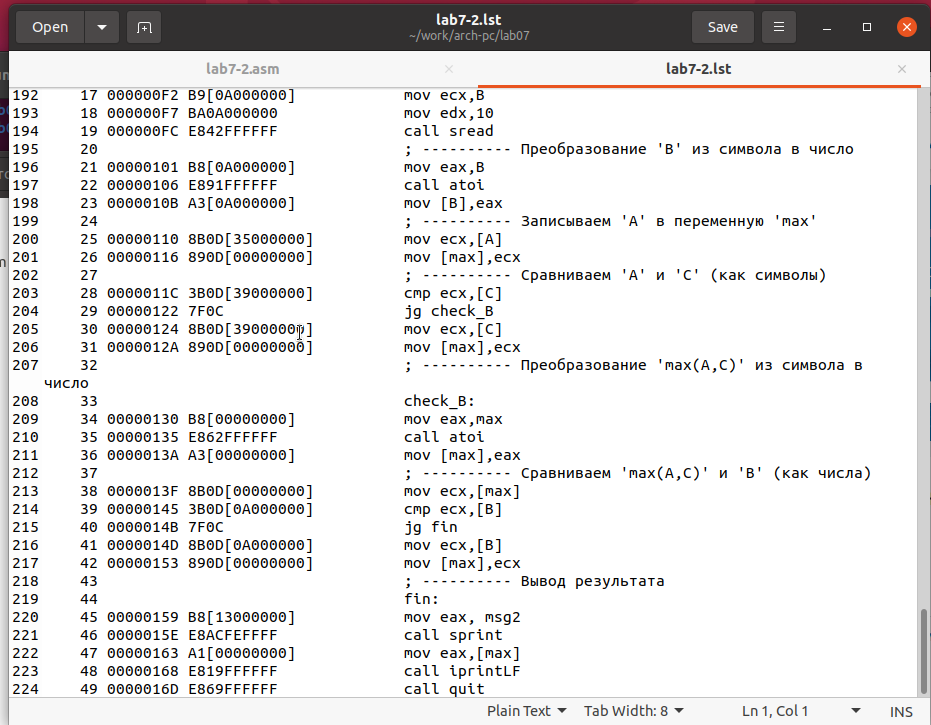 Open
lab7-2.lst
~/work/arch-pc/lab07
Save
lab7-2.asm
lab7-2.lst
192 17 000000F2 B9[0A000000] mov ecx,B
193 18 000000F7 BA0A000000 mov edx,10
194 19 000000FC E842FFFFFF call sread
195 20 ; ---------- Преобразование 'B' из символа в число
196 21 00000101 B8[0A000000] mov eax,B
197 22 00000106 E891FFFFFF call atoi
198 23 0000010B A3[0A000000] mov [B],eax
199 24 ; ---------- Записываем 'A' в переменную 'max'
200 25 00000110 8B0D[35000000] mov ecx,[A]
201 26 00000116 890D[00000000] mov [max],ecx
202 27 ; ---------- Сравниваем 'A' и 'С' (как символы)
203 28 0000011C 3B0D[39000000] cmp ecx,[C]
204 29 00000122 7F0C jg check_B
205 30 00000124 8B0D[39000000] mov ecx,[C]
206 31 0000012A 890D[00000000] mov [max],ecx
207 32 ; ---------- Преобразование 'max(A,C)' из символа в
число
208 33 check_B:
209 34 00000130 B8[00000000] mov eax,max
210 35 00000135 E862FFFFFF call atoi
211 36 0000013A A3[00000000] mov [max],eax
212 37 ; ---------- Сравниваем 'max(A,C)' и 'B' (как числа)
213 38 0000013F 8B0D[00000000] mov ecx,[max]
214 39 00000145 3B0D[0A000000] cmp ecx,[B]
215 40 0000014B 7F0C jg fin
216 41 0000014D 8B0D[0A000000] mov ecx,[B]
217 42 00000153 890D[00000000] mov [max],ecx
218 43 ; ---------- Вывод результата
219 44 fin:
220 45 00000159 B8[13000000] mov eax, msg2
221 46 0000015E E8ACFEFFFF call sprint
222 47 00000163 A1[00000000] mov eax,[max]
223 48 00000168 E819FFFFFF call iprintLF
224 49 0000016D E869FFFFFF call quit
Plain Text Tab Width: 8 Ln 1, Col 1 INS